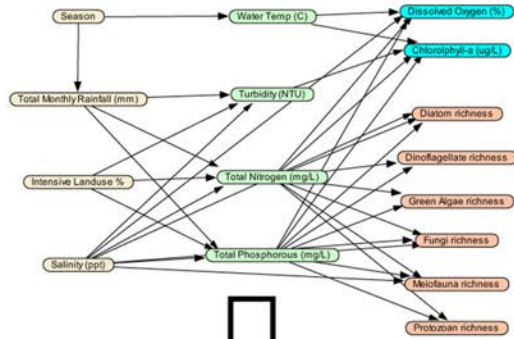 Season
Water Temp (C)
Dissolved Oxygen (%)
Chlorolphyll-a (ug/L)
Total Monthly Rainfall (mm)
Turbidity (NTU)
Diatom richness
Dinoflagellate richness
Intensive Landuse %
Total Nitrogen (mg/L)
Green Algae richness
Fungi richness
Salinity (ppt)
Total Phosphorous (mg/L)
Meiofauna richness
Protozoan richness